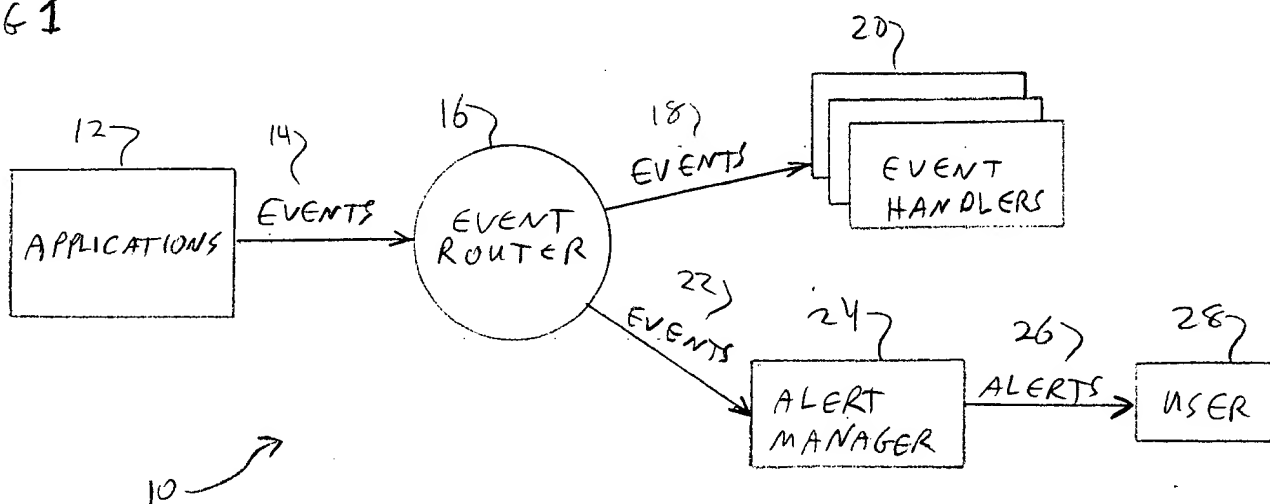 G 1
12
14
16
18
20
APPLICATIONS
EVENTS
EVENT
ROUTER
EVENTS
EVENT
HANDLERS
22
EVENTS
24
26
28
ALERT
MANAGER
ALERTS
USER
10